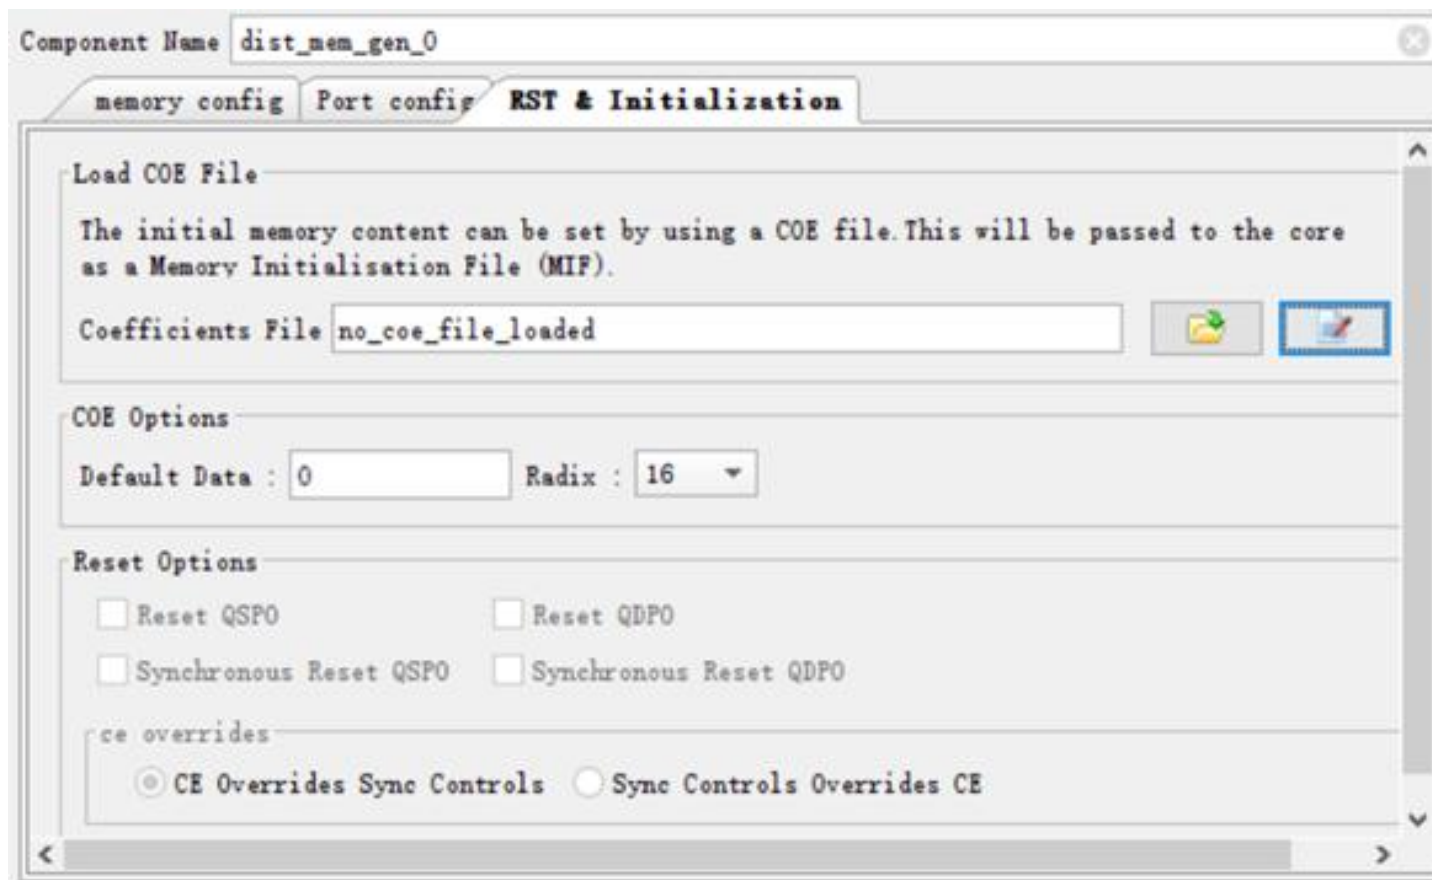 Component Name dist_mem_gen_0
memory config Port config RST & Initialization
Load COE File
The initial memory content can be set by using a COE file.This will be passed to the core
as a Memory Initialisation File (MIF).
Coefficients File no_coe_file_loaded
COE Options
Default Data : 0 Radix : 16
Reset Options
Reset QSPO Reset QDPO
Synchronous Reset QSPO Synchronous Reset QDPO
ce overrides
CE Overrides Sync Controls Sync Controls Overrides CE